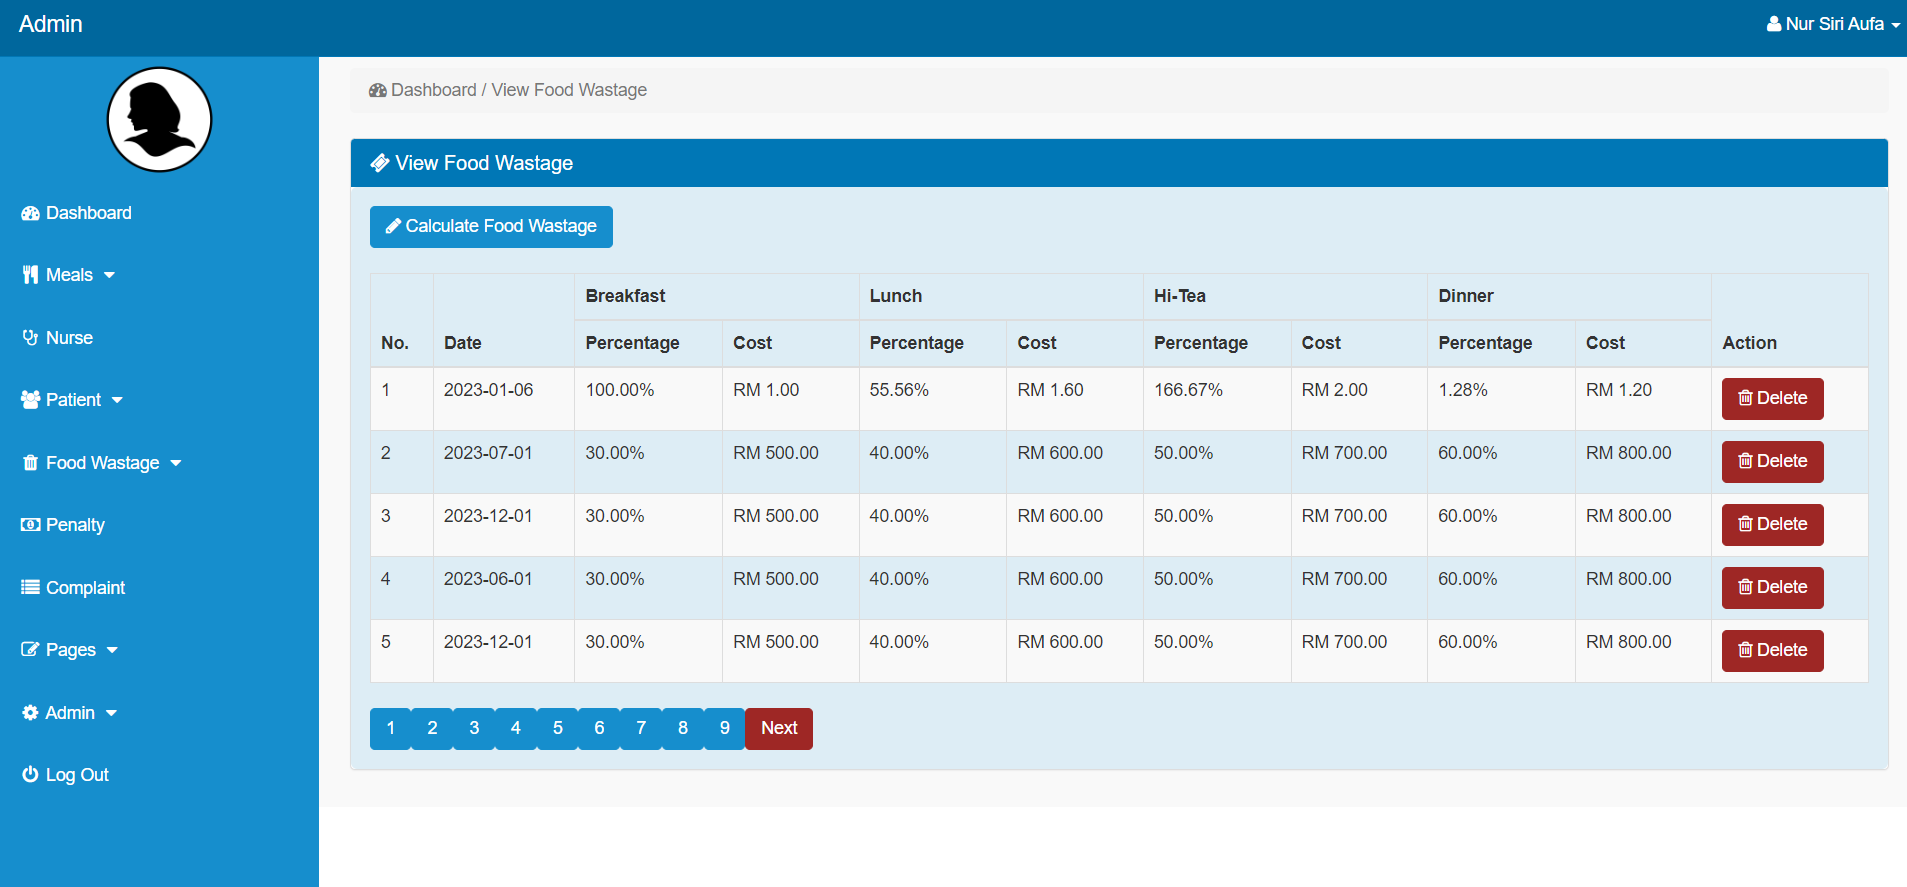 Admin
Nur Siri Aufa
Dashboard
Meals
Nurse
Patient
Food Wastage
Penalty
Complaint
Pages
Admin
Log Out
Dashboard / View Food Wastage
View Food Wastage
Calculate Food Wastage
Breakfast Lunch Hi-Tea Dinner
No. Date Percentage Cost Percentage Cost Percentage Cost Percentage Cost Action
1 2023-01-06 100.00% RM 1.00 55.56% RM 1.60 166.67% RM 2.00 1.28% RM 1.20 Delete
2 2023-07-01 30.00% RM 500.00 40.00% RM 600.00 50.00% RM 700.00 60.00% RM 800.00 Delete
3 2023-12-01 30.00% RM 500.00 40.00% RM 600.00 50.00% RM 700.00 60.00% RM 800.00 Delete
4 2023-06-01 30.00% RM 500.00 40.00% RM 600.00 50.00% RM 700.00 60.00% RM 800.00 Delete
5 2023-12-01 30.00% RM 500.00 40.00% RM 600.00 50.00% RM 700.00 60.00% RM 800.00 Delete
1 2 3 4 5 6 7 8 9 Next